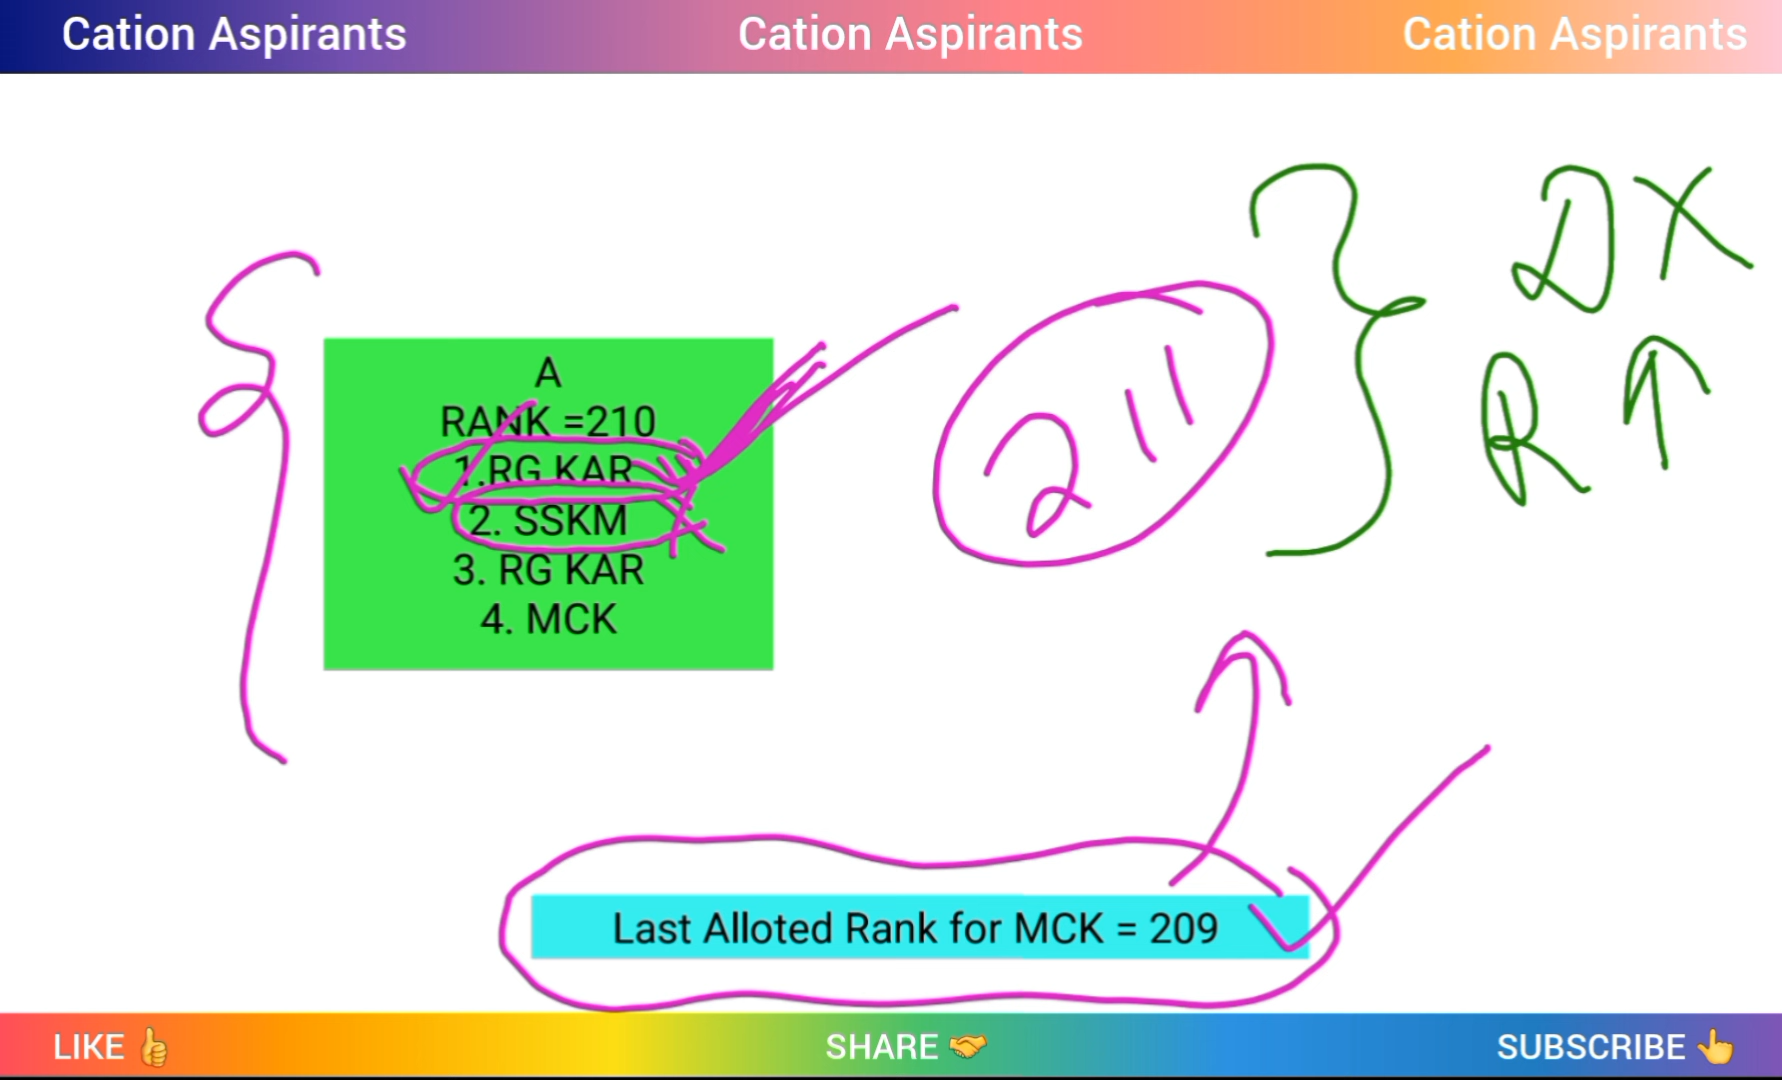 Cation Aspirants Cation Aspirants Cation Aspirants
A
RANK =210
1.RG KAR
2. SSKM
3. RG KAR
4. MCK
211
D X
R ↑
Last Alloted Rank for MCK = 209
LIKE 👍 SHARE 🤝 SUBSCRIBE 👆